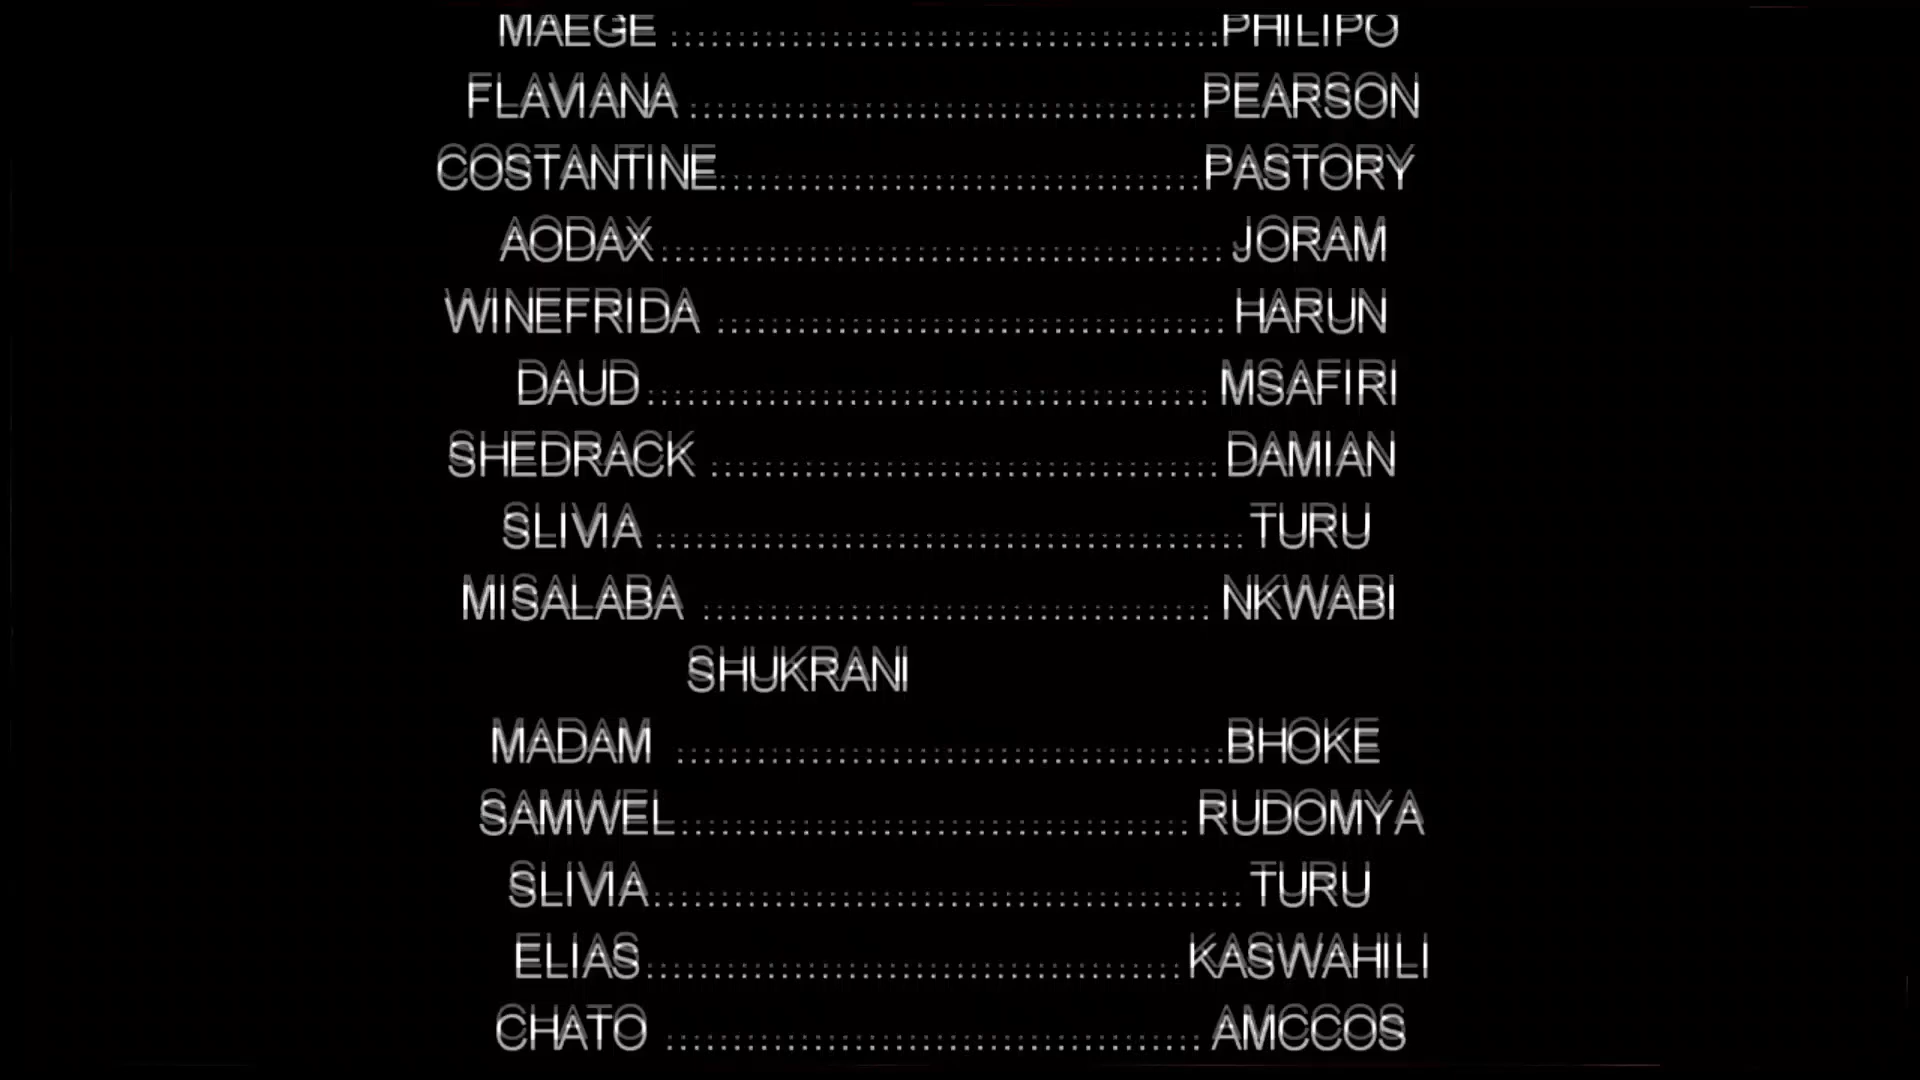 MAEGE ........................................PHILIPO
FLAVIANA ......................................PEARSON
COSTANTINE....................................PASTORY
AODAX..........................................JORAM
WINEFRIDA ......................................HARUN
DAUD.......................................... MSAFIRI
SHEDRACK ......................................DAMIAN
SLIVIA ............................................TURU
MISALABA ...................................... NKWABI
SHUKRANI
MADAM .........................................BHOKE
SAMWEL...................................... RUDOMYA
SLIVIA............................................ TURU
ELIAS........................................ KASWAHILI
CHATO ........................................ AMCCOS